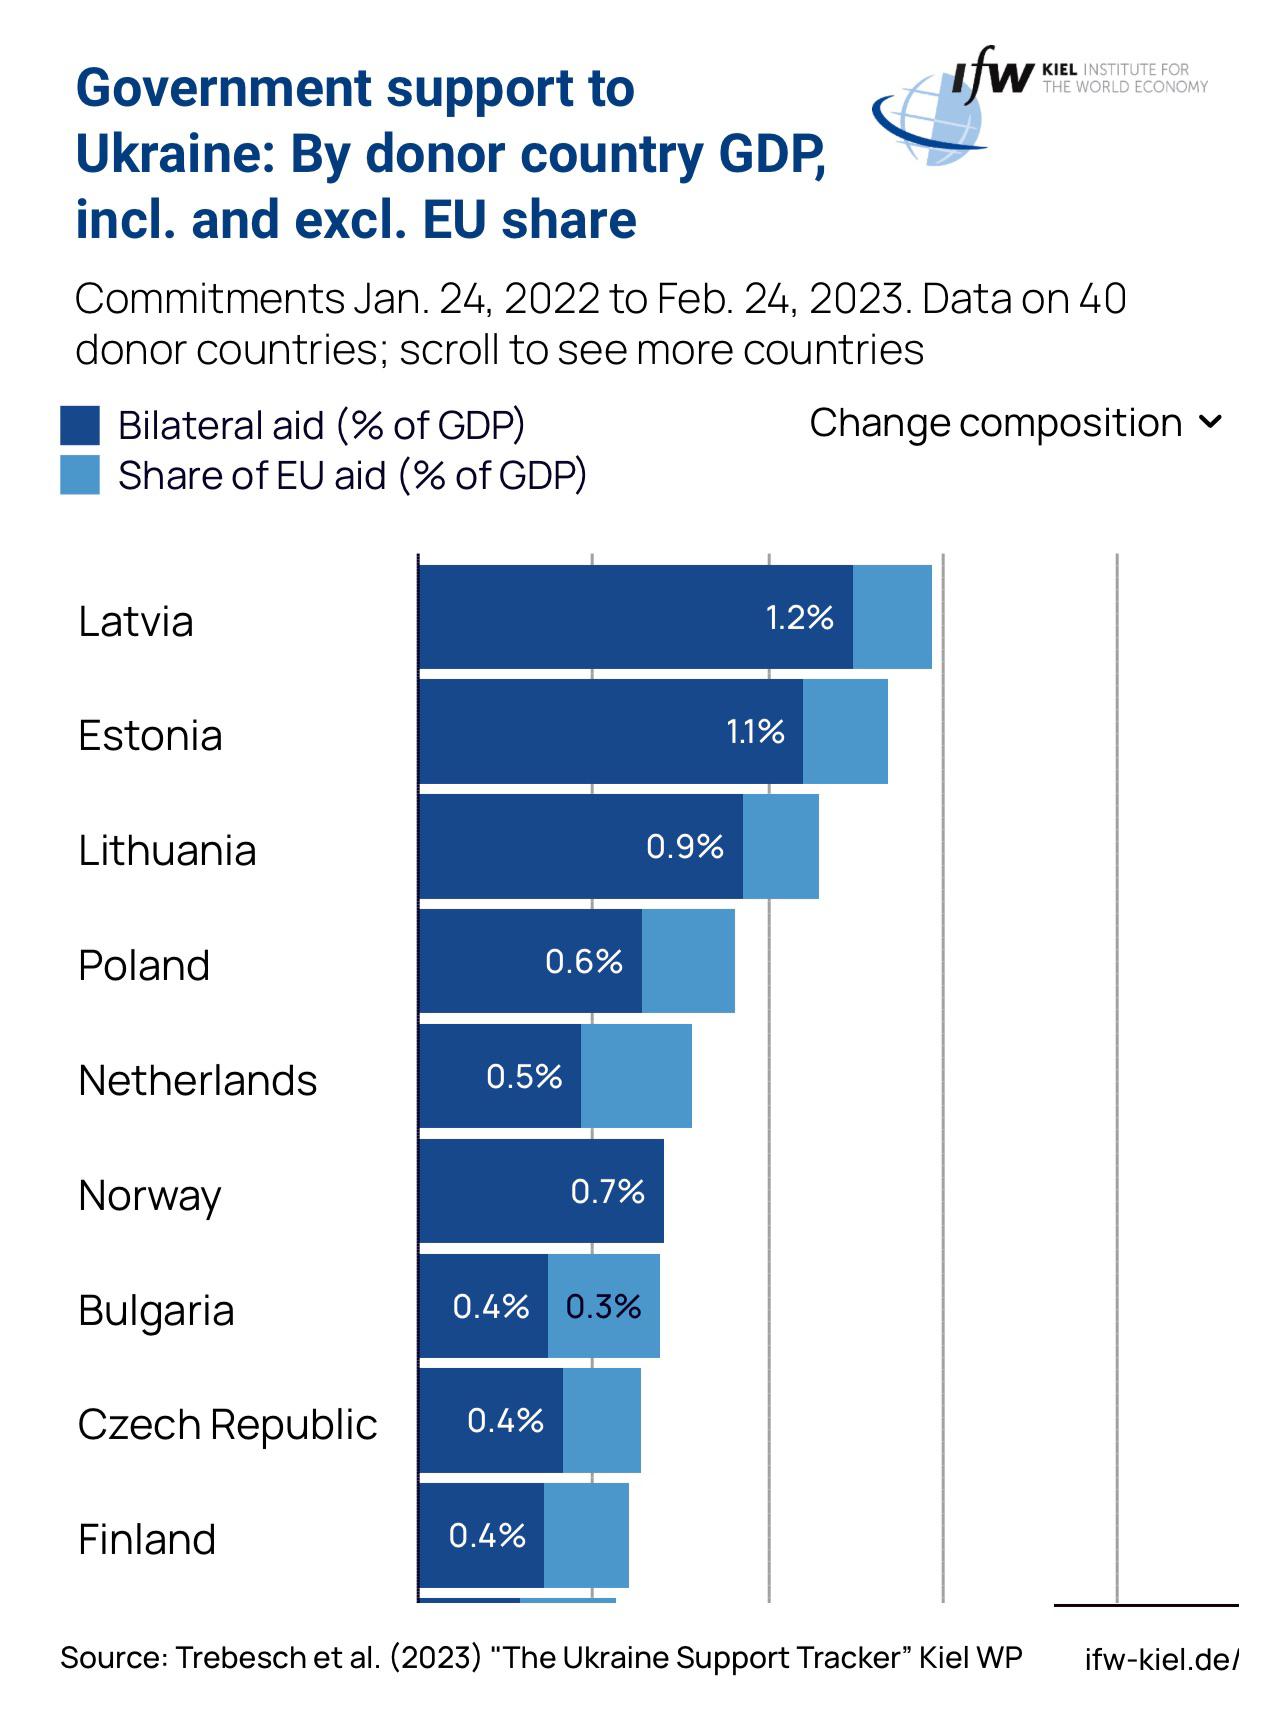 Government support to
Ukraine: By donor country GDP,
incl. and excl. EU share
ifw KIEL INSTITUTE FOR
THE WORLD ECONOMY
Commitments Jan. 24, 2022 to Feb. 24, 2023. Data on 40
donor countries; scroll to see more countries
Bilateral aid (% of GDP)
Change composition
Share of EU aid (% of GDP)
Latvia 1.2%
Estonia 1.1%
Lithuania 0.9%
Poland 0.6%
Netherlands 0.5%
Norway 0.7%
Bulgaria 0.4% 0.3%
Czech Republic 0.4%
Finland 0.4%
Source: Trebesch et al. (2023) "The Ukraine Support Tracker” Kiel WP
ifw-kiel.de/